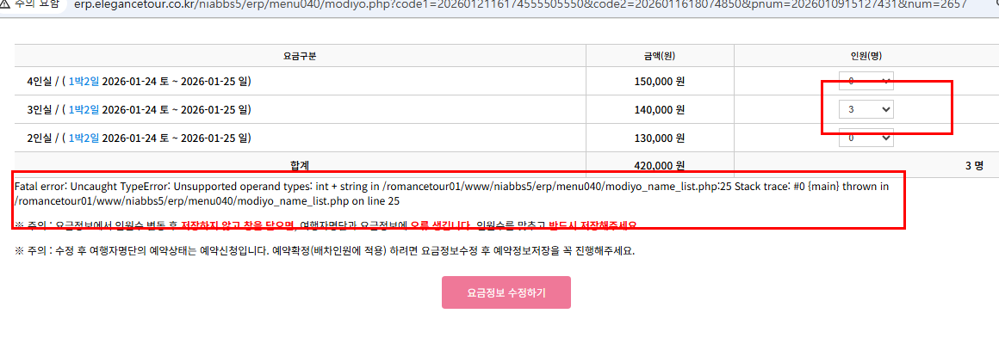 주의 요함 erp.elegancetour.co.kr/niabbs5/erp/menu040/modiyo.php?code1=2026012116174555505550&code2=2026011618074850&pnum=2026010915127431&num=2657
요금구분 금액(원) 인원(명)
4인실 / ( 1박2일 2026-01-24 토 ~ 2026-01-25 일) 150,000 원 0
3인실 / ( 1박2일 2026-01-24 토 ~ 2026-01-25 일) 140,000 원 3
2인실 / ( 1박2일 2026-01-24 토 ~ 2026-01-25 일) 130,000 원 0
합계 420,000 원 3 명
Fatal error: Uncaught TypeError: Unsupported operand types: int + string in /romancetour01/www/niabbs5/erp/menu040/modiyo_name_list.php:25 Stack trace: #0 {main} thrown in
/romancetour01/www/niabbs5/erp/menu040/modiyo_name_list.php on line 25
※ 주의 : 요금정보에서 인원수 변동 후 저장하지 않고 창을 닫으면, 여행자명단과 요금정보에 오류 생깁니다. 인원수를 맞추고 반드시 저장해주세요.
※ 주의 : 수정 후 여행자명단의 예약상태는 예약신청입니다. 예약확정(배차인원에 적용) 하려면 요금정보수정 후 예약정보저장을 꼭 진행해주세요.
요금정보 수정하기